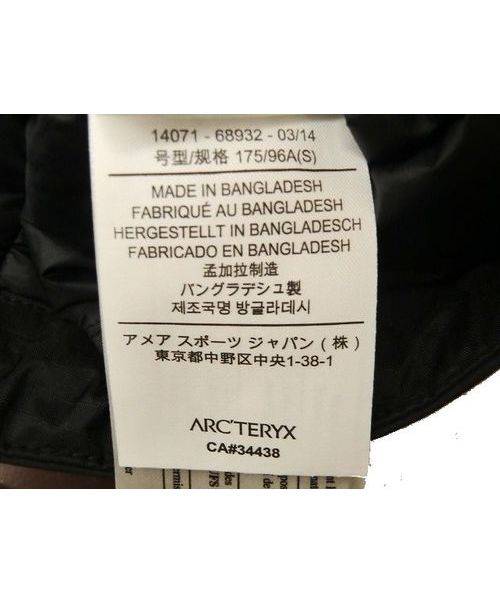 14071 - 68932 - 03/14
号型/规格 175/96A(S)
MADE IN BANGLADESH
FABRIQUÉ AU BANGLADESH
HERGESTELLT IN BANGLADESCH
FABRICADO EN BANGLADESH
孟加拉制造
バングラデシュ製
제조국명 방글라데시
アメア スポーツ ジャパン ( 株 )
東京都中野区中央1-38-1
ARC'TERYX
CA#34438